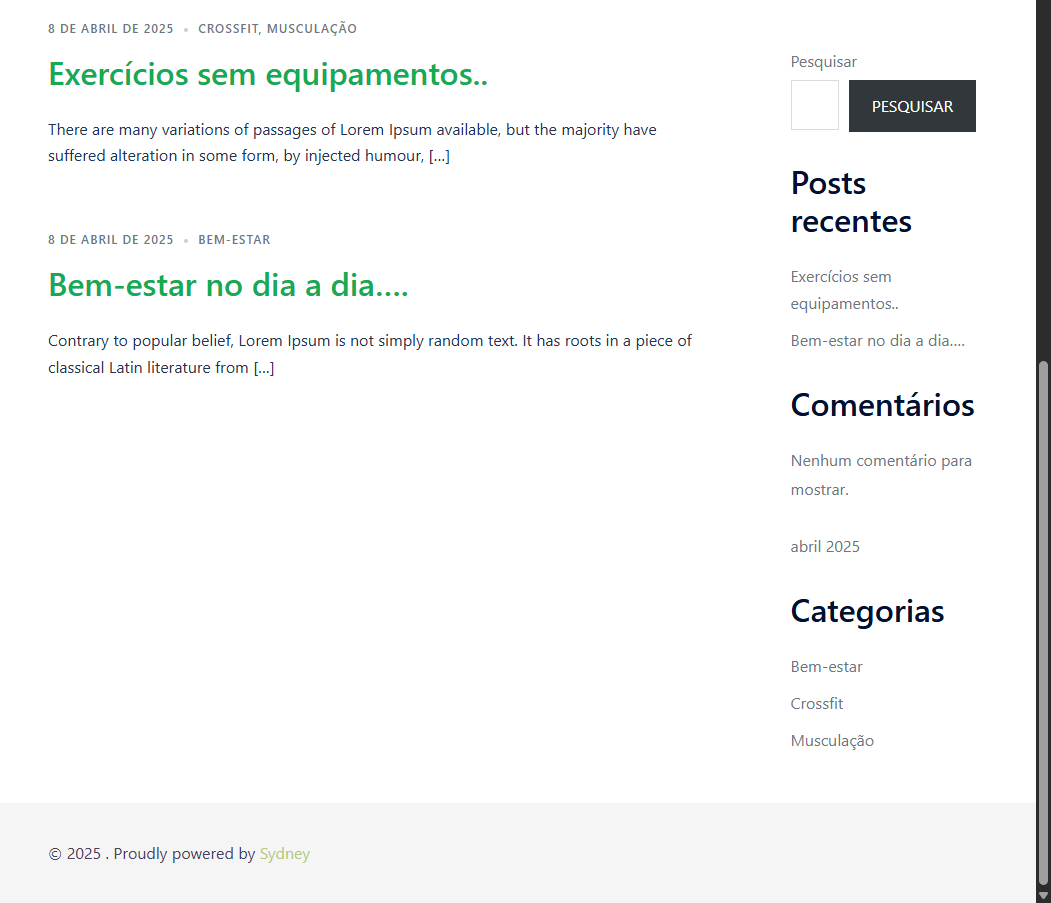 8 DE ABRIL DE 2025 • CROSSFIT, MUSCULAÇÃO
Exercícios sem equipamentos..
There are many variations of passages of Lorem Ipsum available, but the majority have
suffered alteration in some form, by injected humour, […]
8 DE ABRIL DE 2025 • BEM-ESTAR
Bem-estar no dia a dia….
Contrary to popular belief, Lorem Ipsum is not simply random text. It has roots in a piece of
classical Latin literature from […]
Pesquisar
PESQUISAR
Posts
recentes
Exercícios sem
equipamentos..
Bem-estar no dia a dia….
Comentários
Nenhum comentário para
mostrar.
abril 2025
Categorias
Bem-estar
Crossfit
Musculação
© 2025 . Proudly powered by Sydney